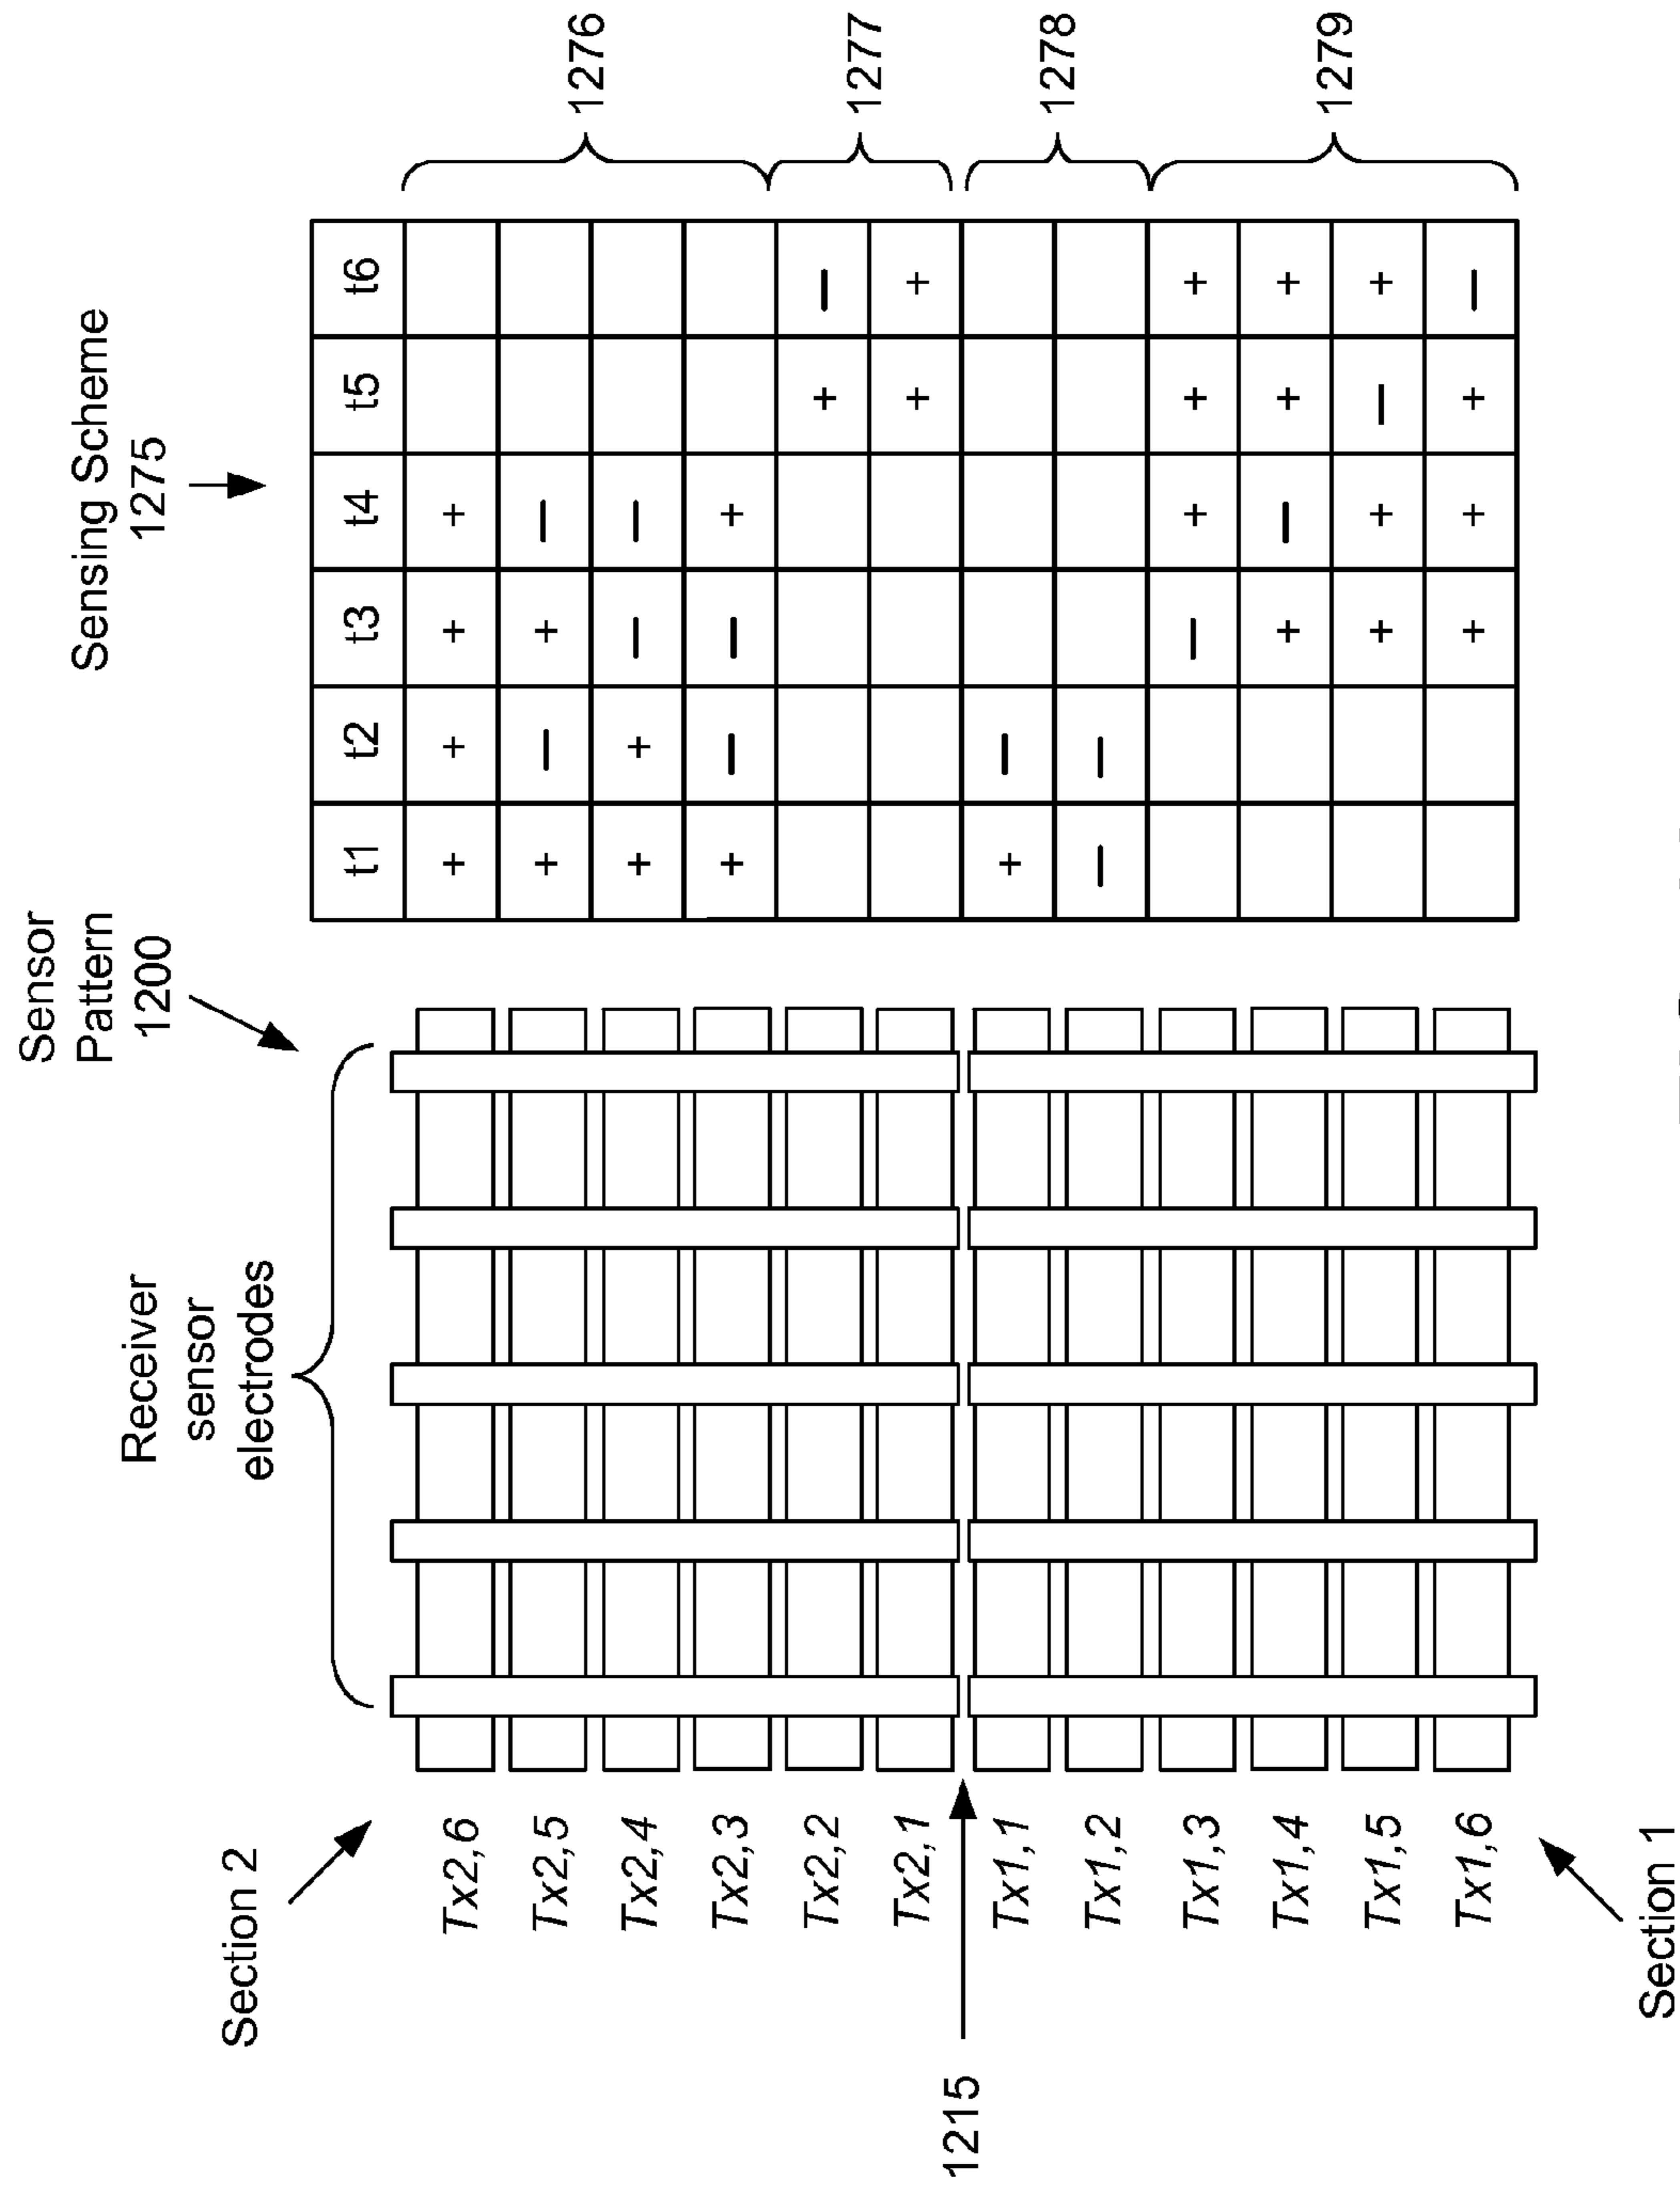 Sensor
Pattern
1200
Sensing Scheme
1275
Receiver
sensor
electrodes
Section 2
t1 t2 t3 t4 t5 t6
Tx2,6 + + + +
Tx2,5 + − + −
Tx2,4 + + − −
Tx2,3 + − − +
1276
Tx2,2 + −
Tx2,1 + +
1277
1215
Tx1,1 + −
Tx1,2 − −
1278
Tx1,3 − + + +
Tx1,4 + − + +
Tx1,5 + + − +
Tx1,6 + + + −
1279
Section 1